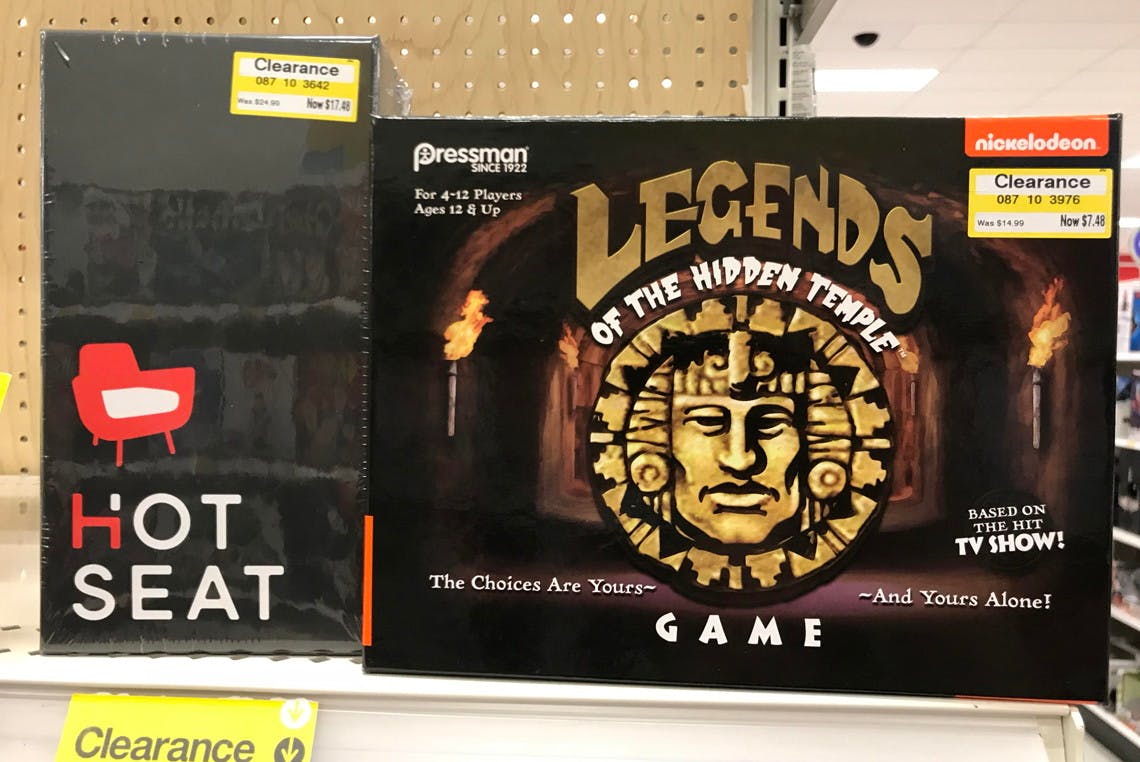 Clearance
087 10 3642
Was $24.99 Now $17.48
HOT
SEAT
Pressman
SINCE 1922
For 4-12 Players
Ages 12 & Up
nickelodeon
Clearance
087 10 3976
Was $14.99 Now $7.48
LEGENDS
OF THE HIDDEN TEMPLE™
BASED ON
THE HIT
TV SHOW!
The Choices Are Yours~
~And Yours Alone!
GAME
Clearance